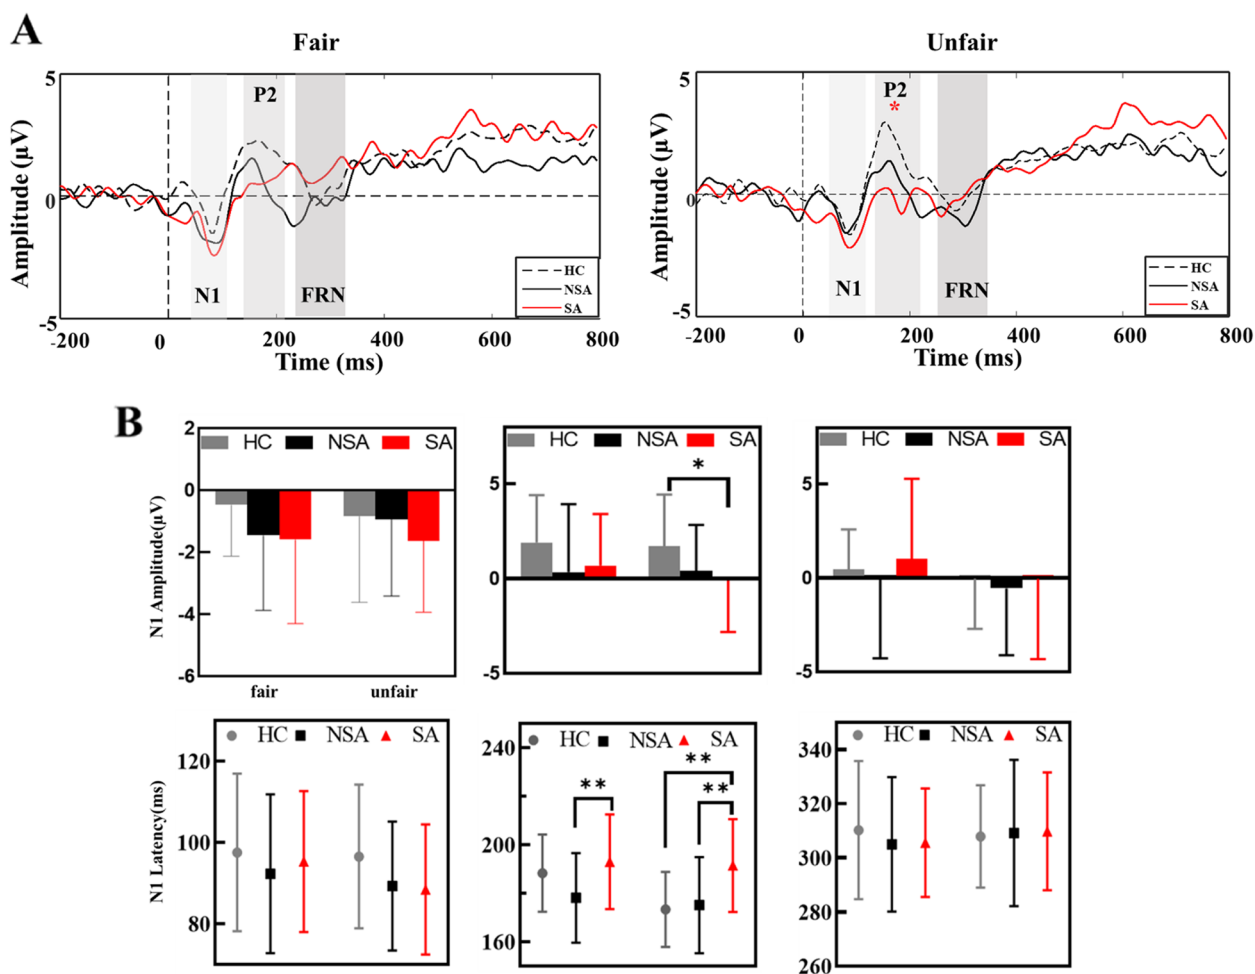 A
Fair
Unfair
5
P2
0
Amplitude (µV)
N1
FRN
HC
NSA
SA
-5
-200
0
200
400
600
800
Time (ms)
5
P2
*
0
Amplitude (µV)
N1
FRN
HC
NSA
SA
-5
-200
0
200
400
600
800
Time (ms)
B
2
HC NSA SA
0
-2
-4
-6
N1 Amplitude(µV)
fair unfair
HC NSA SA
*
5
0
-5
HC NSA SA
5
0
-5
HC NSA SA
120
100
80
N1 Latency(ms)
HC NSA SA
240
**
**
**
200
160
HC NSA SA
340
320
300
280
260